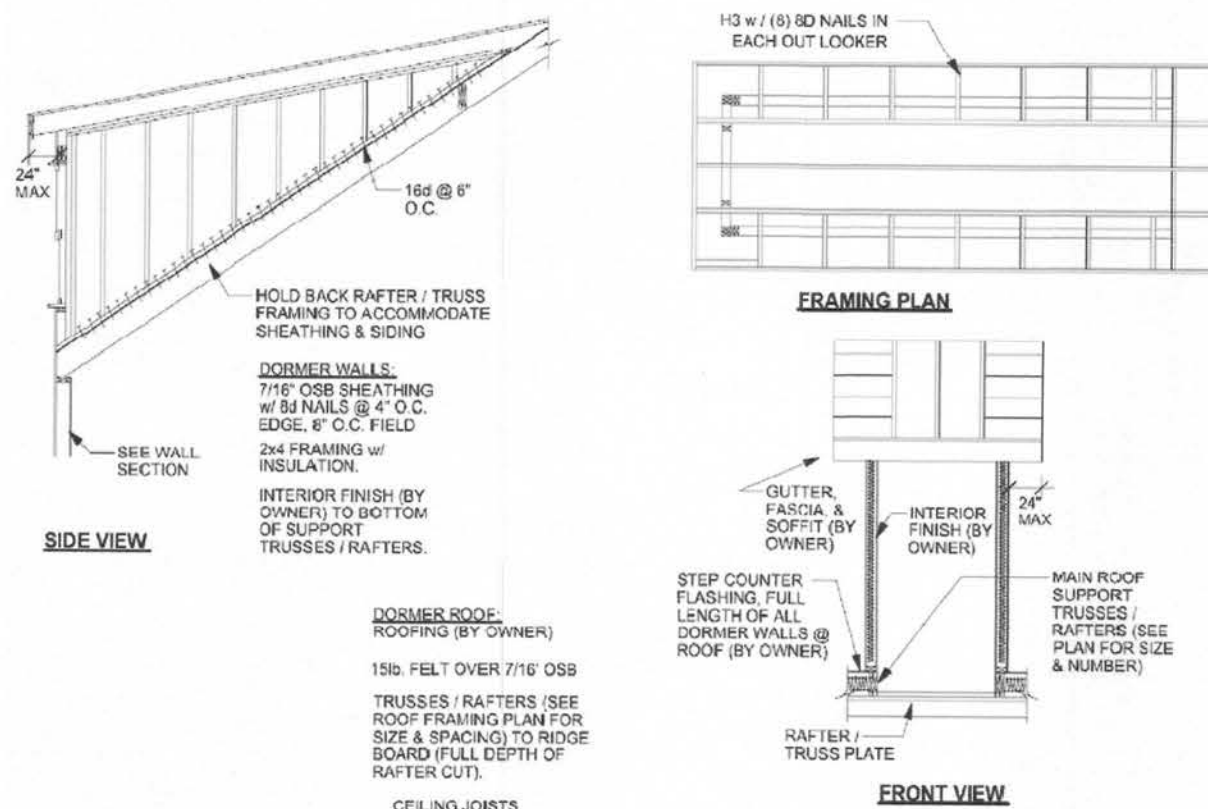 24"
MAX
16d @ 6"
O.C.
HOLD BACK RAFTER / TRUSS
FRAMING TO ACCOMMODATE
SHEATHING & SIDING
DORMER WALLS:
7/16" OSB SHEATHING
w/ 8d NAILS @ 4" O.C.
EDGE, 8" O.C. FIELD
2x4 FRAMING w/
INSULATION.
INTERIOR FINISH (BY
OWNER) TO BOTTOM
OF SUPPORT
TRUSSES / RAFTERS.
SEE WALL
SECTION
SIDE VIEW
DORMER ROOF:
ROOFING (BY OWNER)
15lb. FELT OVER 7/16' OSB
TRUSSES / RAFTERS (SEE
ROOF FRAMING PLAN FOR
SIZE & SPACING) TO RIDGE
BOARD (FULL DEPTH OF
RAFTER CUT).
CEILING JOISTS
H3 w / (8) 8D NAILS IN
EACH OUT LOOKER
FRAMING PLAN
GUTTER,
FASCIA, &
SOFFIT (BY
OWNER)
INTERIOR
FINISH (BY
OWNER)
24"
MAX
STEP COUNTER
FLASHING, FULL
LENGTH OF ALL
DORMER WALLS @
ROOF (BY OWNER)
MAIN ROOF
SUPPORT
TRUSSES /
RAFTERS (SEE
PLAN FOR SIZE
& NUMBER)
RAFTER /
TRUSS PLATE
FRONT VIEW